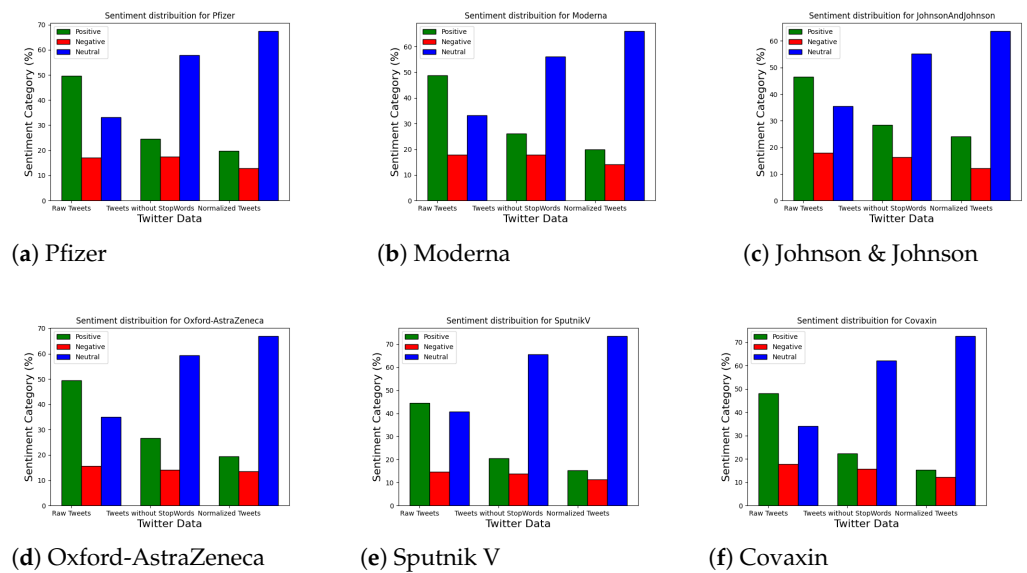 Sentiment distribuition for Pfizer
Positive
Negative
Neutral
Sentiment Category (%)
70
60
50
40
30
20
10
0
Raw Tweets Tweets without StopWords Normalized Tweets
Twitter Data
(a) Pfizer
Sentiment distribuition for Moderna
Positive
Negative
Neutral
Sentiment Category (%)
60
50
40
30
20
10
0
Raw Tweets Tweets without StopWords Normalized Tweets
Twitter Data
(b) Moderna
Sentiment distribuition for JohnsonAndJohnson
Positive
Negative
Neutral
Sentiment Category (%)
60
50
40
30
20
10
0
Raw Tweets Tweets without StopWords Normalized Tweets
Twitter Data
(c) Johnson & Johnson
Sentiment distribuition for Oxford-AstraZeneca
Positive
Negative
Neutral
Sentiment Category (%)
70
60
50
40
30
20
10
0
Raw Tweets Tweets without StopWords Normalized Tweets
Twitter Data
(d) Oxford-AstraZeneca
Sentiment distribuition for SputnikV
Positive
Negative
Neutral
Sentiment Category (%)
70
60
50
40
30
20
10
0
Raw Tweets Tweets without StopWords Normalized Tweets
Twitter Data
(e) Sputnik V
Sentiment distribuition for Covaxin
Positive
Negative
Neutral
Sentiment Category (%)
70
60
50
40
30
20
10
0
Raw Tweets Tweets without StopWords Normalized Tweets
Twitter Data
(f) Covaxin